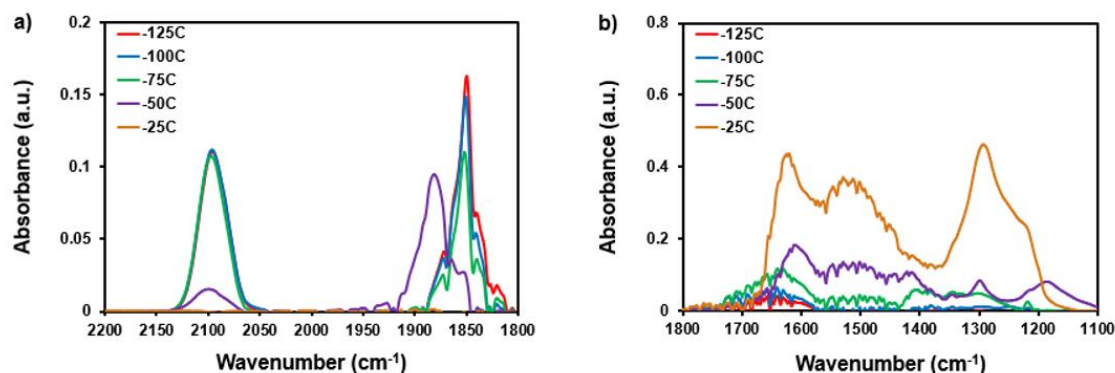 a)
0.2
0.15
0.1
0.05
0
Absorbance (a.u.)
-125C
-100C
-75C
-50C
-25C
2200 2150 2100 2050 2000 1950 1900 1850 1800
Wavenumber (cm⁻¹)
b)
0.8
0.6
0.4
0.2
0
Absorbance (a.u.)
-125C
-100C
-75C
-50C
-25C
1800 1700 1600 1500 1400 1300 1200 1100
Wavenumber (cm⁻¹)